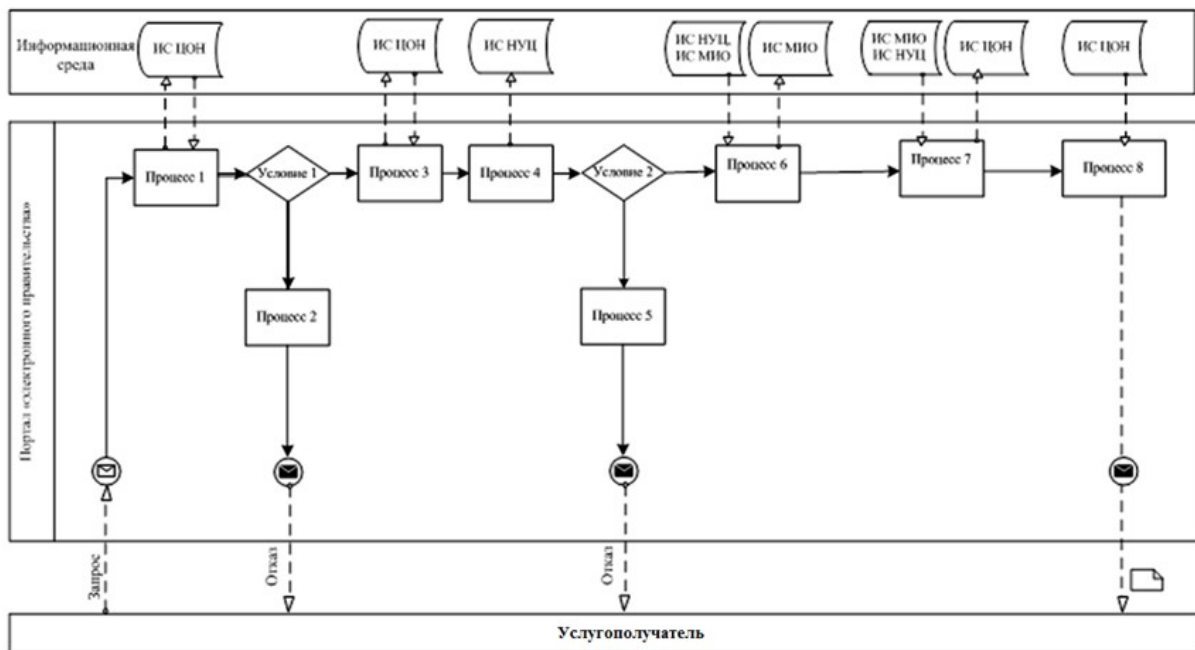 Информационная
среда
ИС ЦОН
ИС ЦОН
ИС НУЦ
ИС НУЦ,
ИС МИО
ИС МИО
ИС МИО
ИС НУЦ
ИС ЦОН
ИС ЦОН
Портал «электронного правительства»
Процесс 1
Условие 1
Процесс 3
Процесс 4
Условие 2
Процесс 6
Процесс 7
Процесс 8
Процесс 2
Процесс 5
Запрос
Отказ
Отказ
Услугополучатель